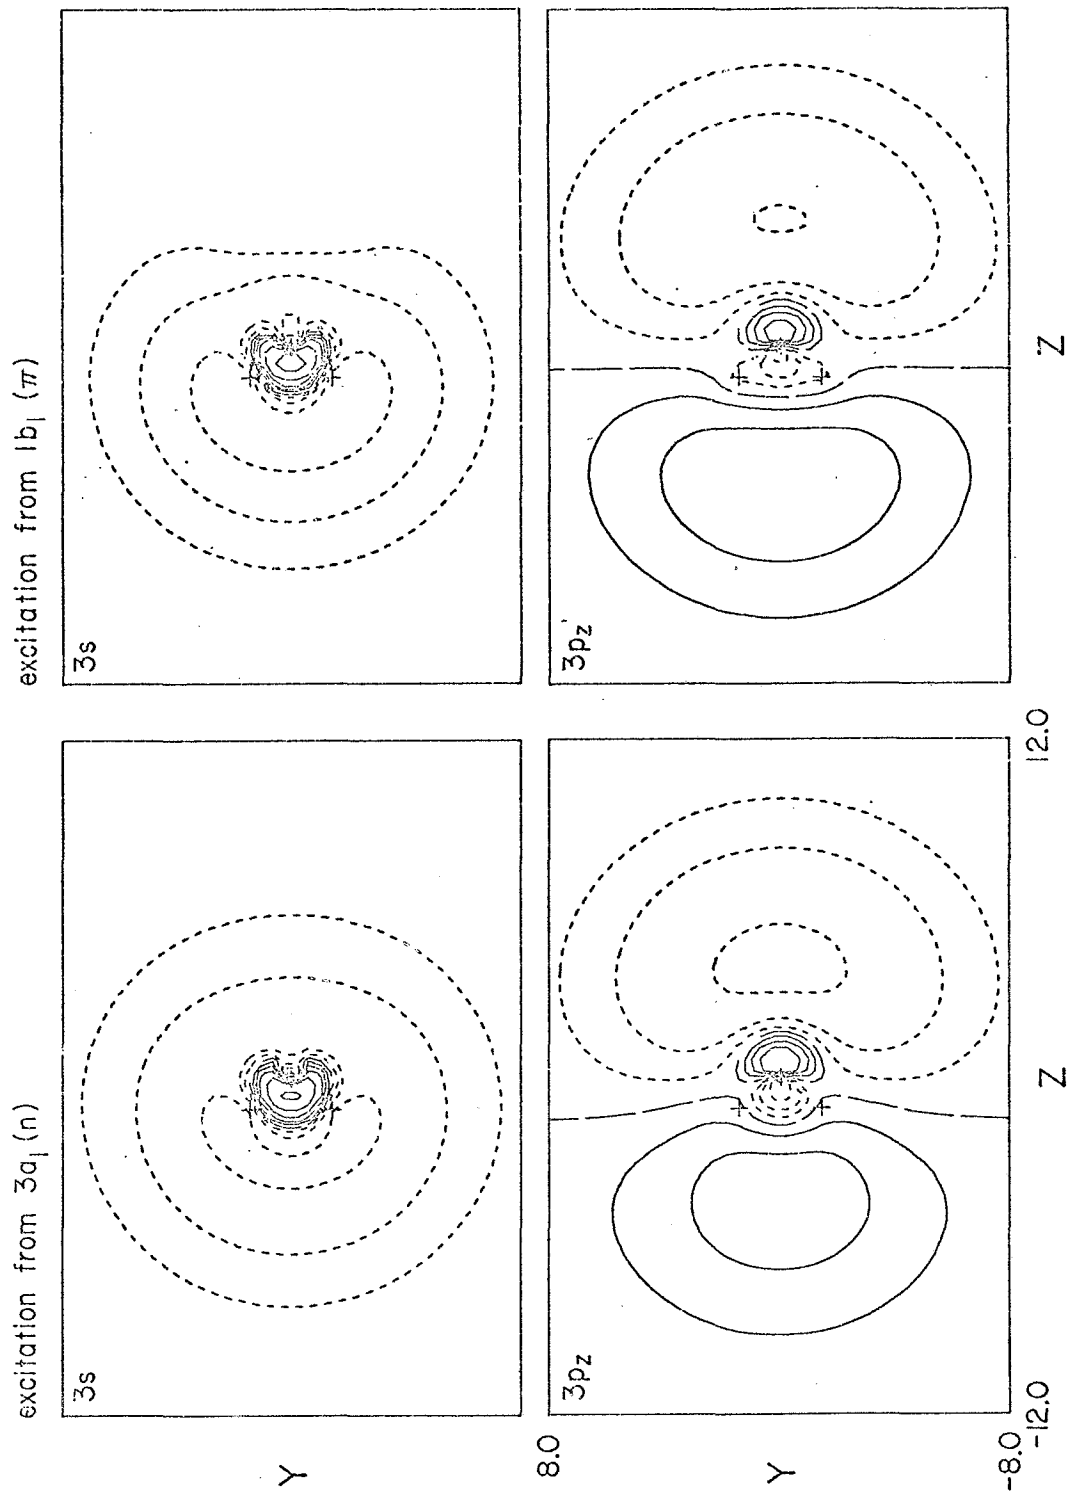 excitation from 3a₁ (n)
excitation from 1b₁ (π)
3s
3s
Y
3pz
3pz
8.0
Y
-8.0
-12.0
12.0
Z
Z